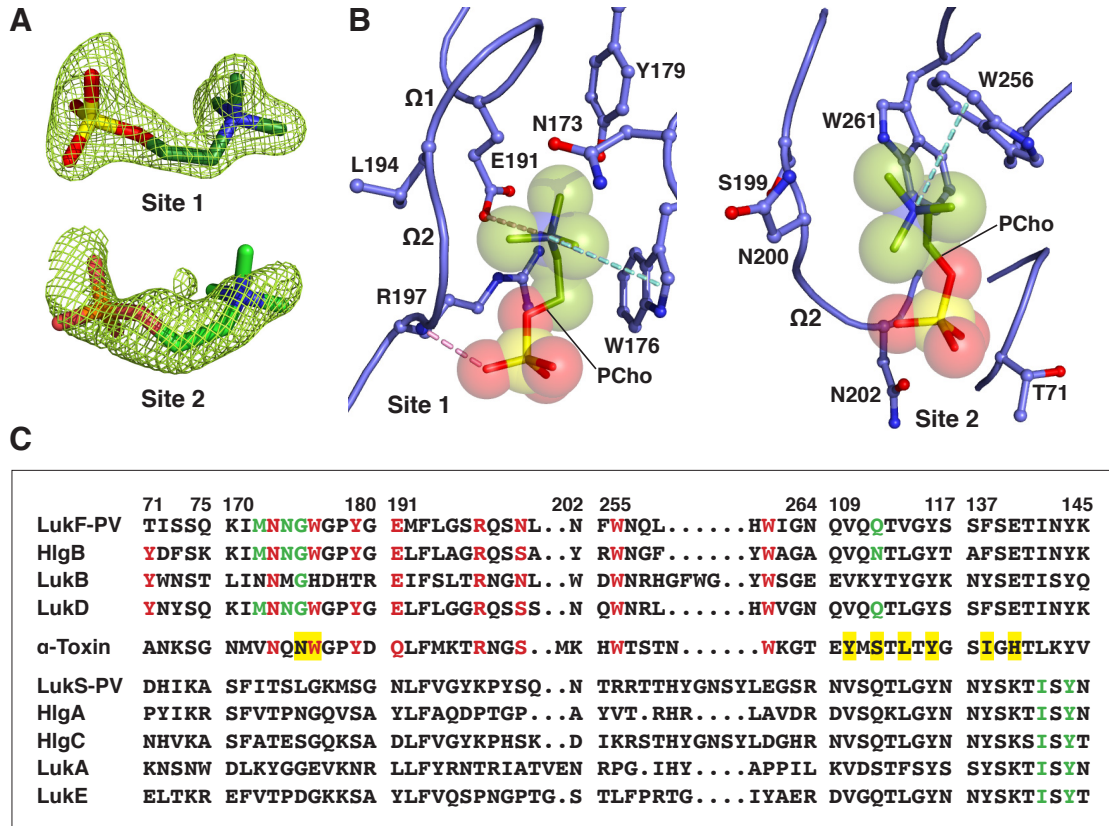 A
Site 1
Site 2
B
Ω1
Y179
N173
E191
L194
Ω2
R197
W176
PCho
Site 1
W256
W261
S199
N200
PCho
Ω2
T71
N202
Site 2
C
71 75 170 180 191 202 255 264 109 117 137 145
LukF-PV TISSQ KIMNNGWGPYG EMFLGSRQSNL..N FWNQL......HWIGN QVQQTVGYS SFSETINYK
HlgB YDFSK KIMNNGWGPYG ELFLAGRQSSA..Y RWNGF......YWAGA QVQNTLGYT AFSETINYK
LukB YWNST LINNMGHDHTR EIFSLTRNGNL..W DWNRHGFWG..YWSGE EVKYTYGYK NYSETISYQ
LukD YNYSQ KIMNNGWGPYG ELFLGGRQSSS..N QWNRL......HWVGN QVQQTLGYS SFSETINYK
α-Toxin ANKSG NMVNQNWGPYD QLFMKTRNGS..MK HWTSTN.....WKGT EYMSTLTYG SIGHTLKYV
LukS-PV DHIKA SFITSLGKMSG NLFVGYKPYSQ..N TRRTTHYGNSYLEGSR NVSQTLGYN NYSKTISYN
HlgA PYIKR SFVTPNGQVSA YLFAQDPTGP...A YVT.RHR....LAVDR DVSQKLGYN NYSKTISYN
HlgC NHVKA SFATESGQKSA DLFVGYKPHSK..D IKRSTHYGNSYLDGHR NVSQTLGYN NYSKSISYT
LukA KNSNW DLKYGGEVKNR LLFYRNTRIATVEN RPG.IHY....APPIL KVDSTFSYS SYSKTISYN
LukE ELTKR EFVTPDGKKSA YLFVQSPNGPTG.S TLFPRTG....IYAER DVGQTLGYN NYSKTISYT